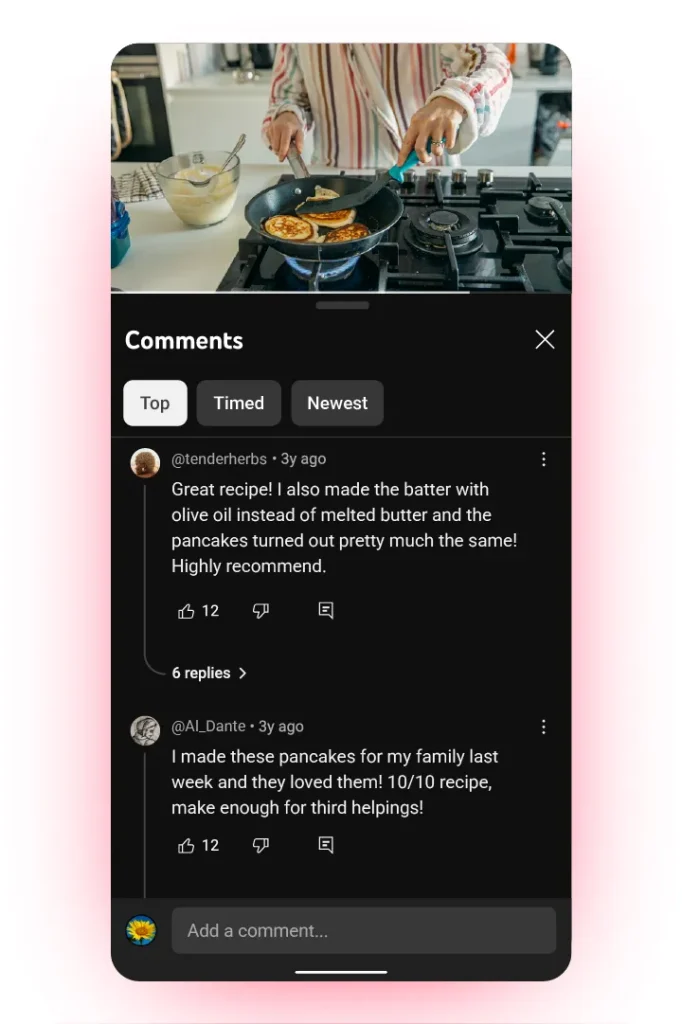 Comments
Top
Timed
Newest
@tenderherbs • 3y ago
Great recipe! I also made the batter with
olive oil instead of melted butter and the
pancakes turned out pretty much the same!
Highly recommend.
12
6 replies
@Al_Dante • 3y ago
I made these pancakes for my family last
week and they loved them! 10/10 recipe,
make enough for third helpings!
12
Add a comment...